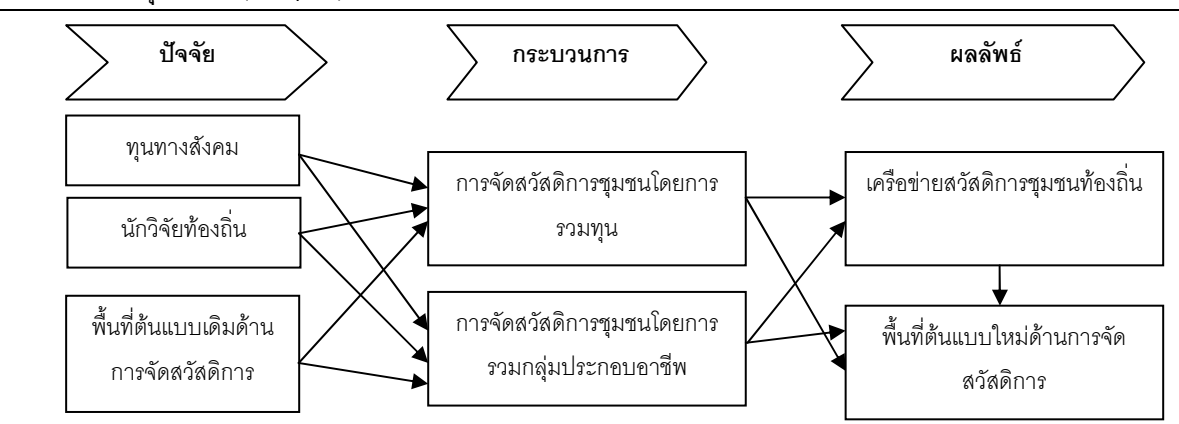 ปัจจัย
กระบวนการ
ผลลัพธ์
ทุนทางสังคม
นักวิจัยท้องถิ่น
พื้นที่ต้นแบบเดิมด้าน
การจัดสวัสดิการ
การจัดสวัสดิการชุมชนโดยการ
รวมทุน
การจัดสวัสดิการชุมชนโดยการ
รวมกลุ่มประกอบอาชีพ
เครือข่ายสวัสดิการชุมชนท้องถิ่น
พื้นที่ต้นแบบใหม่ด้านการจัด
สวัสดิการ